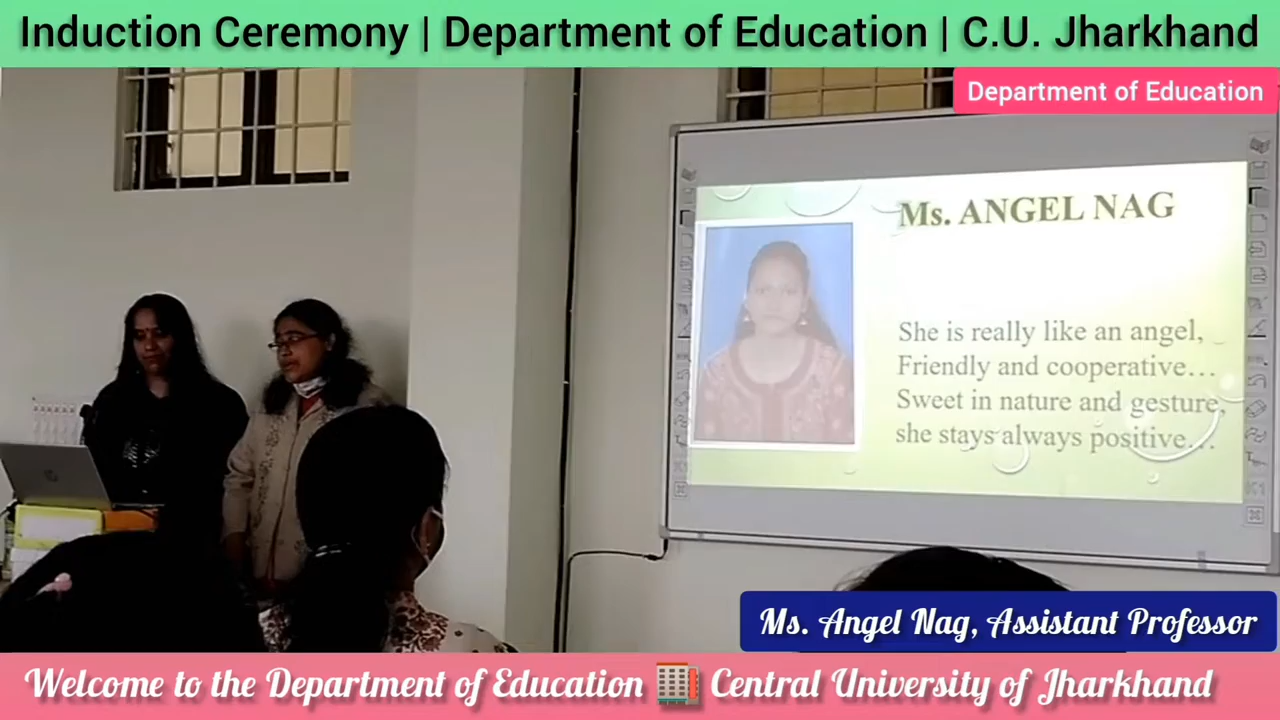 Induction Ceremony | Department of Education | C.U. Jharkhand
Department of Education
Ms. ANGEL NAG
She is really like an angel,
Friendly and cooperative...
Sweet in nature and gesture,
she stays always positive...
Ms. Angel Nag, Assistant Professor
Welcome to the Department of Education 🏢 Central University of Jharkhand